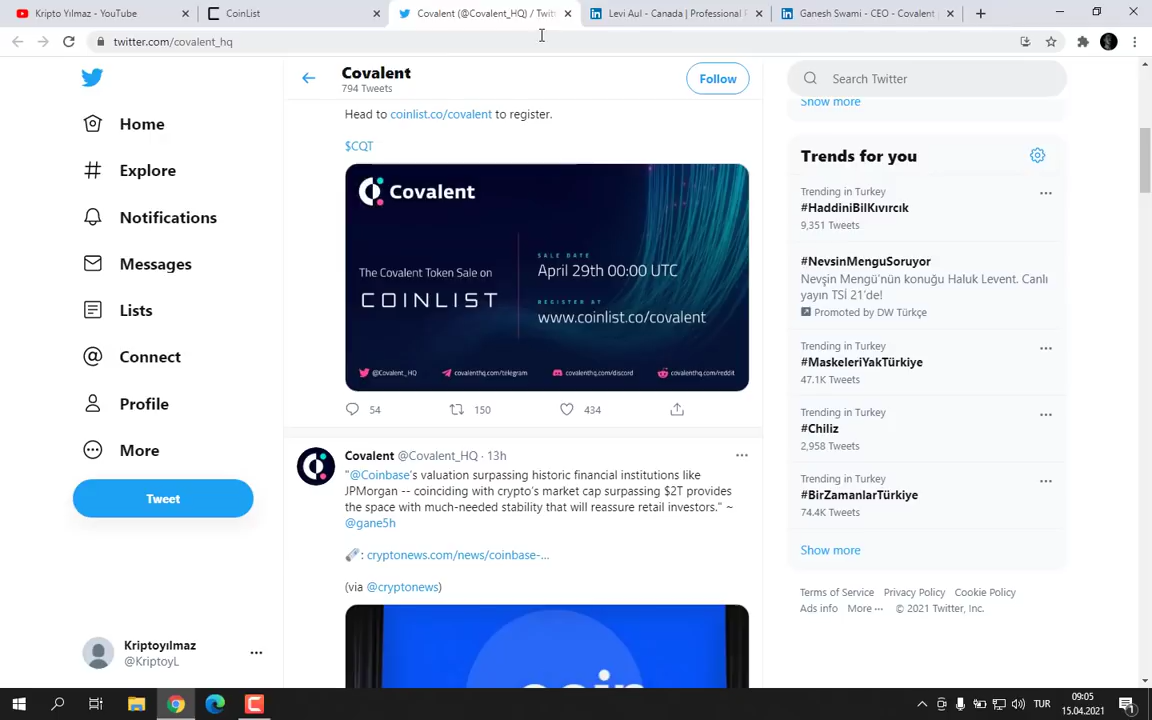 Kripto Yılmaz - YouTube
CoinList
Covalent (@Covalent_HQ) / Twitt
Levi Aul - Canada | Professional P
Ganesh Swami - CEO - Covalent
twitter.com/covalent_hq
Home
Explore
Notifications
Messages
Lists
Connect
Profile
More
Tweet
Kriptoyılmaz
@KriptoyL
Covalent
794 Tweets
Follow
Head to coinlist.co/covalent to register.
$CQT
Covalent
The Covalent Token Sale on
COINLIST
SALE DATE
April 29th 00:00 UTC
REGISTER AT
www.coinlist.co/covalent
@Covalent_HQ
covalenthq.com/telegram
covalenthq.com/discord
covalenthq.com/reddit
54
150
434
Covalent @Covalent_HQ · 13h
"@Coinbase's valuation surpassing historic financial institutions like
JPMorgan -- coinciding with crypto's market cap surpassing $2T provides
the space with much-needed stability that will reassure retail investors." ~
@gane5h
: cryptonews.com/news/coinbase-...
(via @cryptonews)
coin
Search Twitter
Show more
Trends for you
Trending in Turkey
#HaddiniBilKıvırcık
9,351 Tweets
#NevsinMenguSoruyor
Nevşin Mengü'nün konuğu Haluk Levent. Canlı
yayın TSİ 21'de!
Promoted by DW Türkçe
Trending in Turkey
#MaskeleriYakTürkiye
47.1K Tweets
Trending in Turkey
#Chiliz
2,958 Tweets
Trending in Turkey
#BirZamanlarTürkiye
74.4K Tweets
Show more
Terms of Service Privacy Policy Cookie Policy
Ads info More ··· © 2021 Twitter, Inc.
TUR
09:05
15.04.2021
1